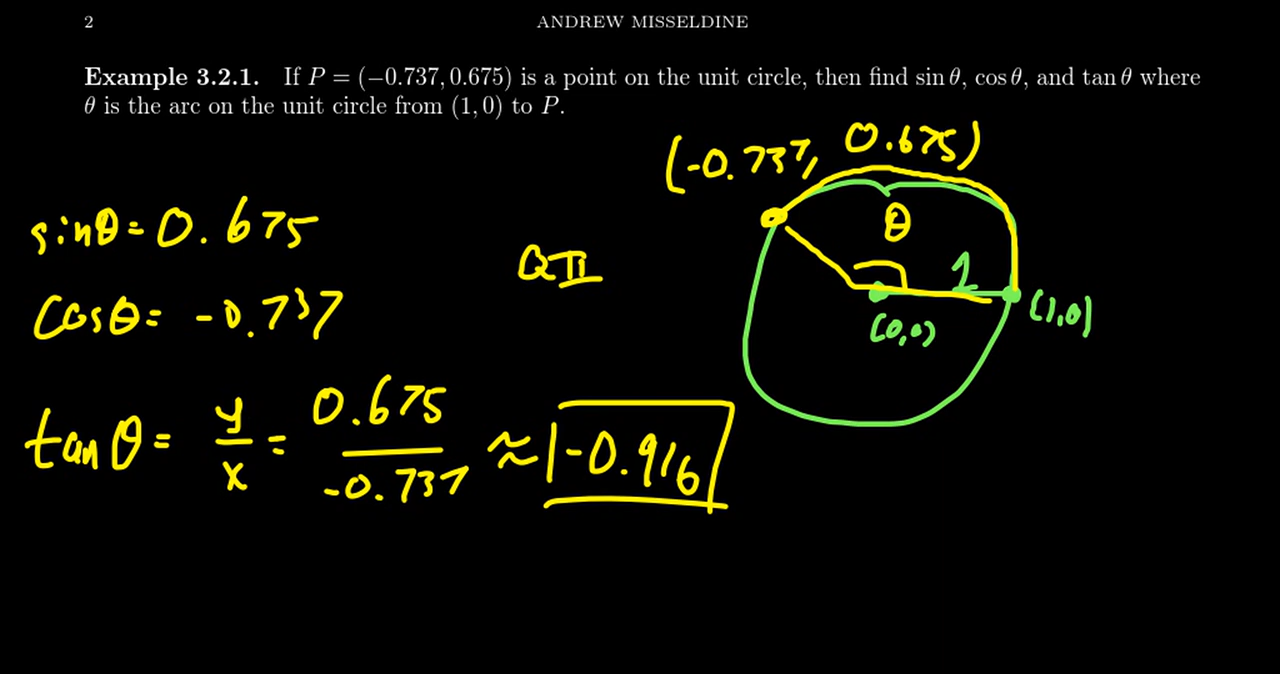 2 ANDREW MISSELDINE
Example 3.2.1. If P = (−0.737, 0.675) is a point on the unit circle, then find sin θ, cos θ, and tan θ where
θ is the arc on the unit circle from (1, 0) to P.
(-0.737, 0.675)
sinθ = 0.675
θ
QII
1
cosθ = -0.737
(0,0)
(1,0)
tanθ = y/x = 0.675/-0.737 ≈ -0.916